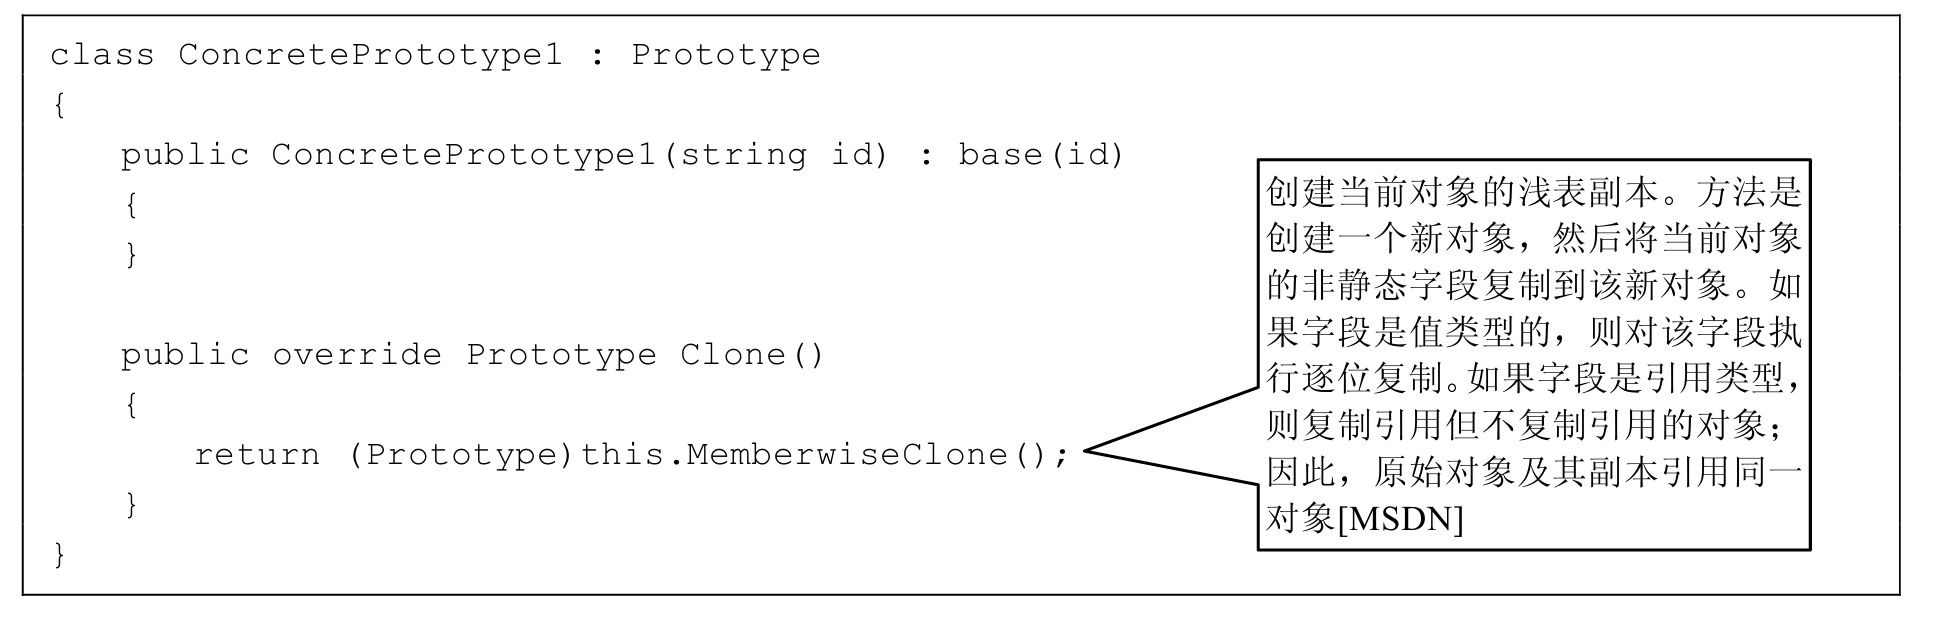 class ConcretePrototype1 : Prototype
{
public ConcretePrototype1(string id) : base(id)
{
}
public override Prototype Clone()
{
return (Prototype)this.MemberwiseClone();
}
}
创建当前对象的浅表副本。方法是
创建一个新对象，然后将当前对象
的非静态字段复制到该新对象。如
果字段是值类型的，则对该字段执
行逐位复制。如果字段是引用类型，
则复制引用但不复制引用的对象；
因此，原始对象及其副本引用同一
对象[MSDN]